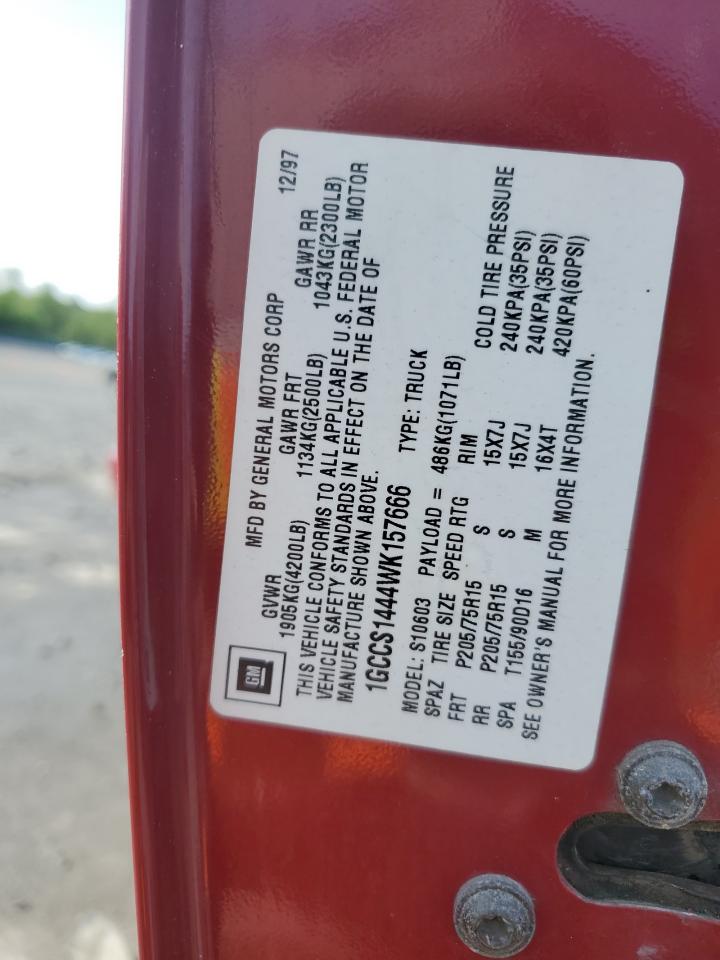 MFD BY GENERAL MOTORS CORP 12/97
GM
GVWR GAWR FRT GAWR RR
1905KG(4200LB) 1134KG(2500LB) 1043KG(2300LB)
THIS VEHICLE CONFORMS TO ALL APPLICABLE U.S. FEDERAL MOTOR
VEHICLE SAFETY STANDARDS IN EFFECT ON THE DATE OF
MANUFACTURE SHOWN ABOVE.
1GCCS1444WK157666 TYPE: TRUCK
MODEL: S10603 PAYLOAD = 486KG(1071LB)
SPAZ TIRE SIZE SPEED RTG RIM COLD TIRE PRESSURE
FRT P205/75R15 S 15X7J 240KPA(35PSI)
RR P205/75R15 S 15X7J 240KPA(35PSI)
SPA T155/90D16 M 16X4T 420KPA(60PSI)
SEE OWNER'S MANUAL FOR MORE INFORMATION.